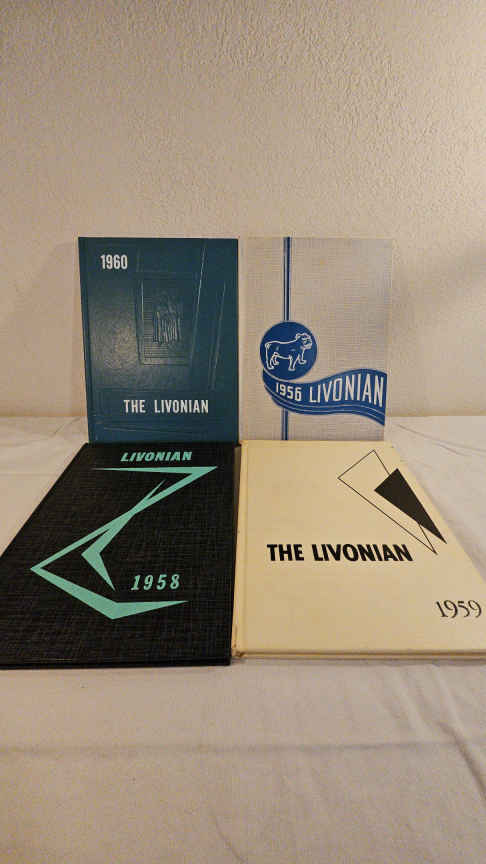 1960
THE LIVONIAN
1956 LIVONIAN
LIVONIAN
1958
THE LIVONIAN
1959